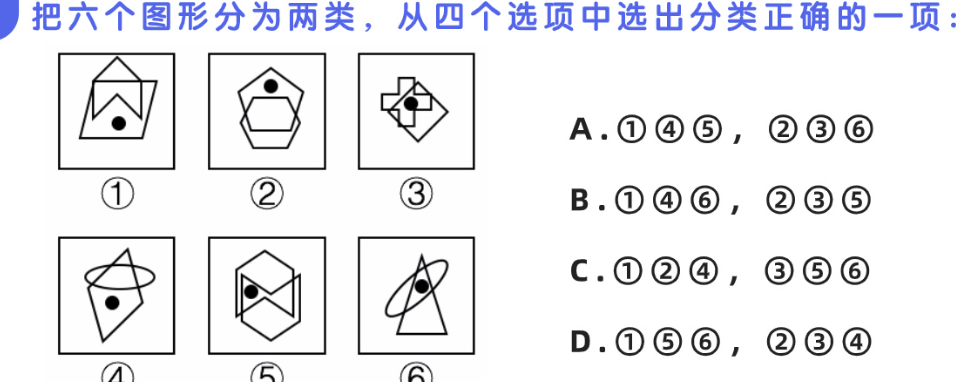 把六个图形分为两类，从四个选项中选出分类正确的一项：
① ② ③
④ ⑤ ⑥
A.①④⑤，②③⑥
B.①④⑥，②③⑤
C.①②④，③⑤⑥
D.①⑤⑥，②③④